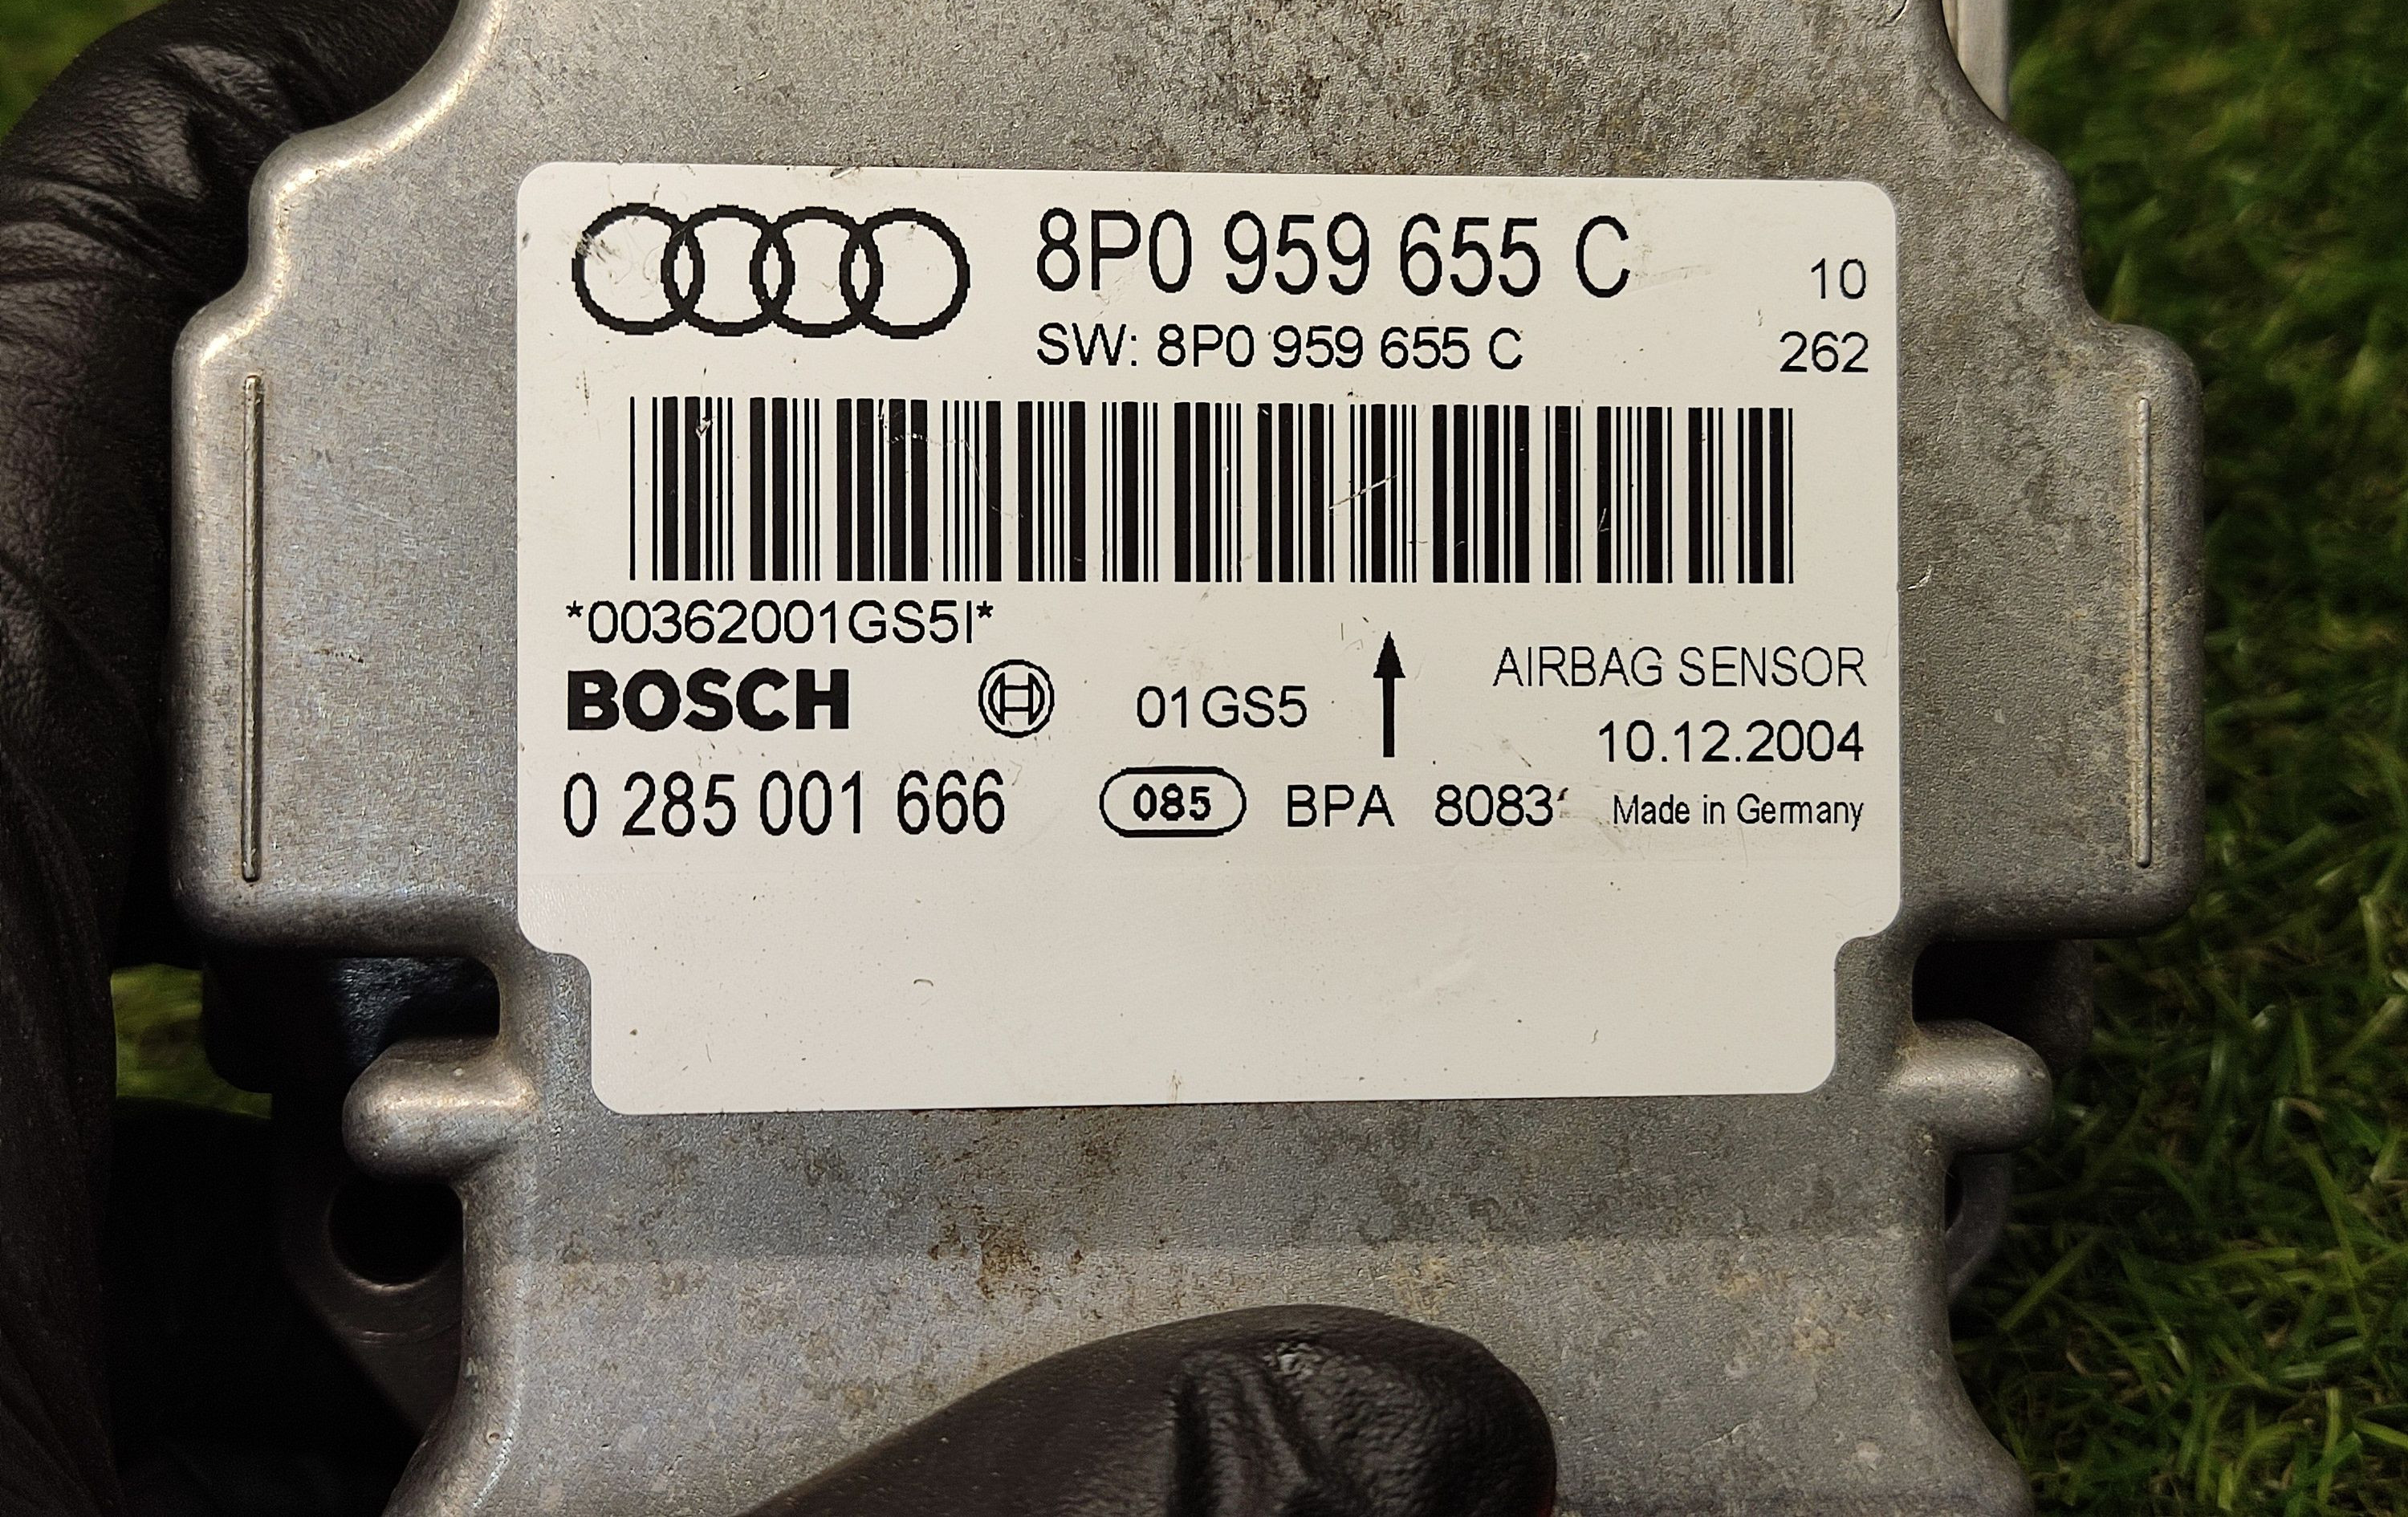 8P0 959 655 C
10
SW: 8P0 959 655 C
262
*00362001GS5I*
BOSCH
01GS5
AIRBAG SENSOR
10.12.2004
0 285 001 666
085
BPA 8083
Made in Germany